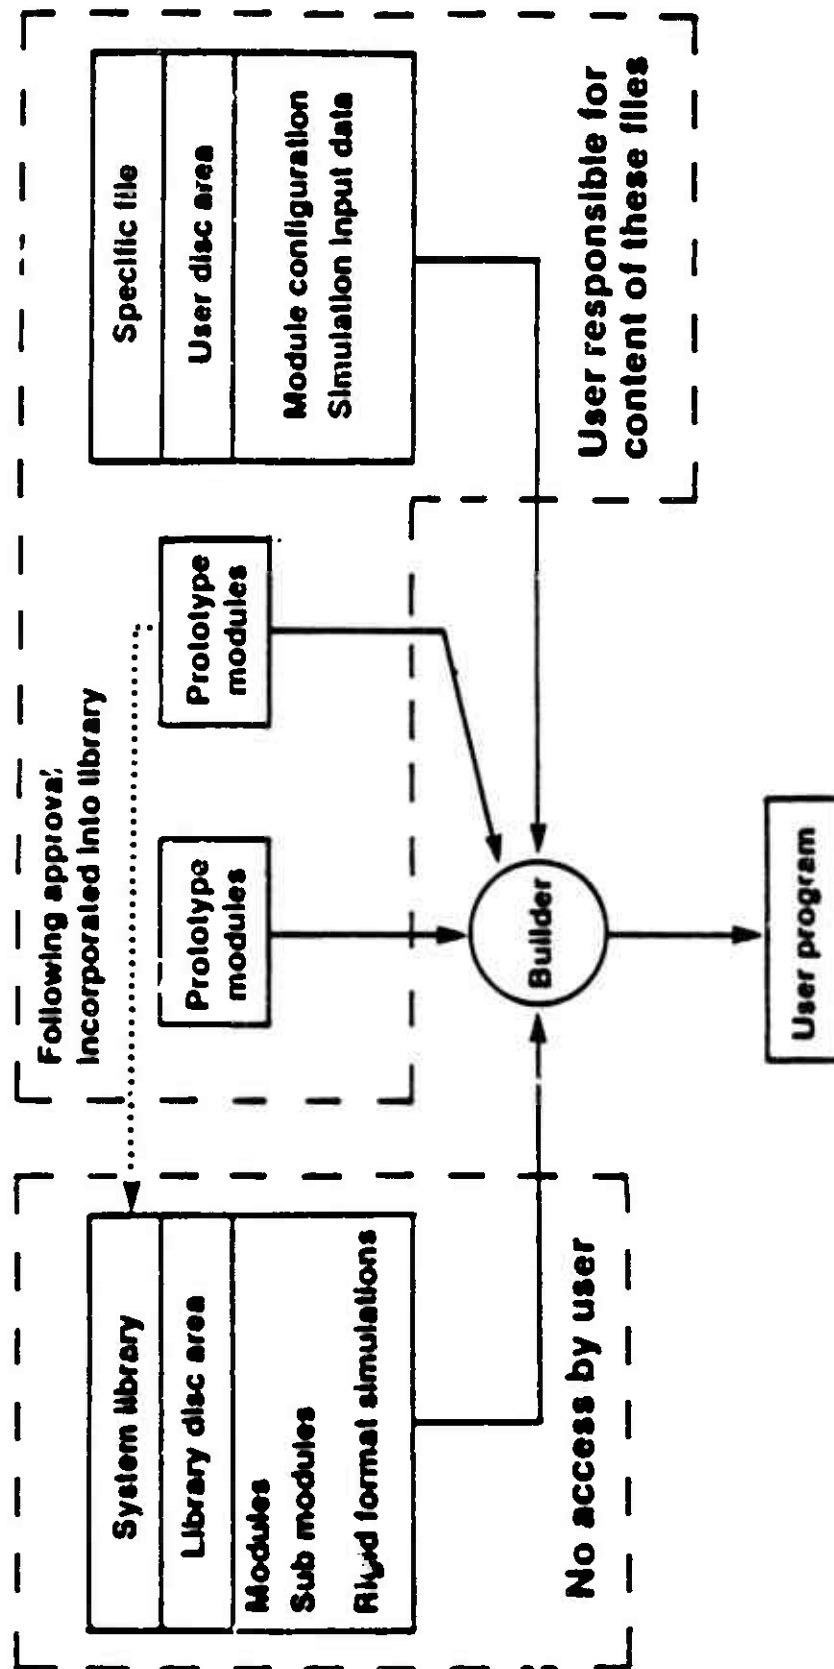 System library
Library disc area
Modules
Sub modules
Rigid format simulations
No access by user
Following approval
incorporated into library
Prototype
modules
Prototype
modules
Specific file
User disc area
Module configuration
Simulation input data
User responsible for
content of these files
Builder
User program